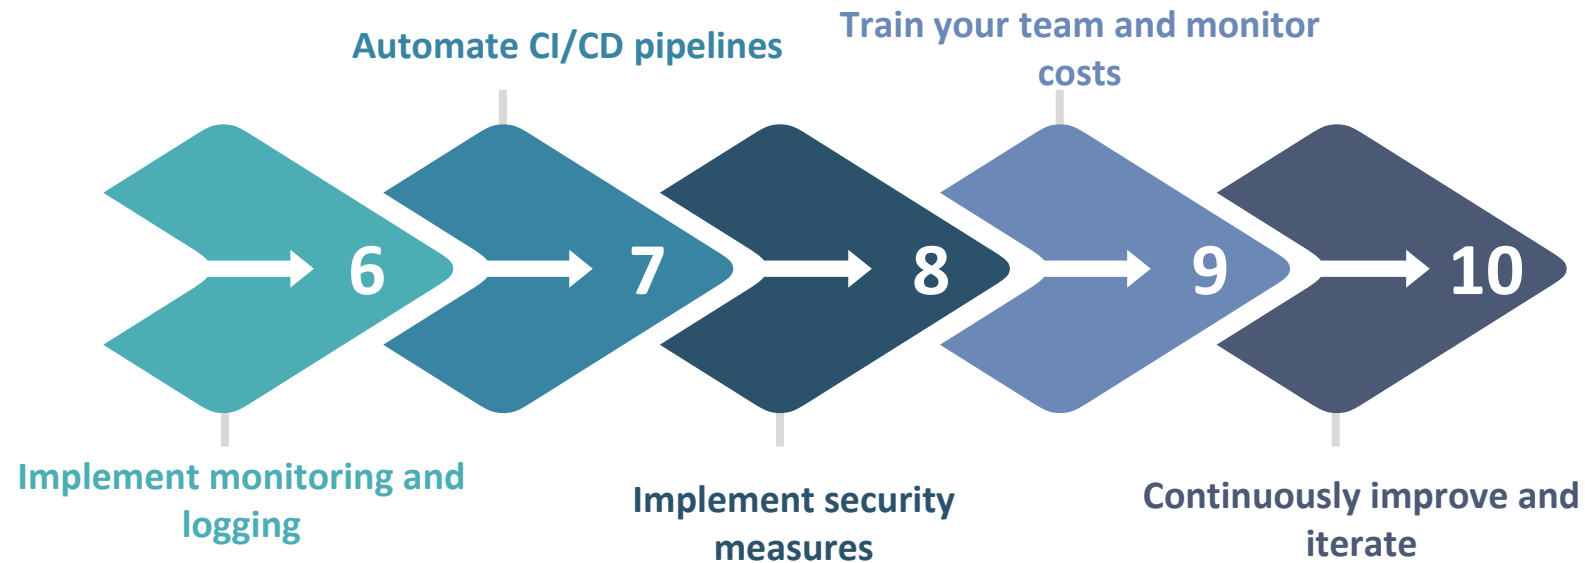 Automate CI/CD pipelines
Train your team and monitor
costs
6
7
8
9
10
Implement monitoring and
logging
Implement security
measures
Continuously improve and
iterate